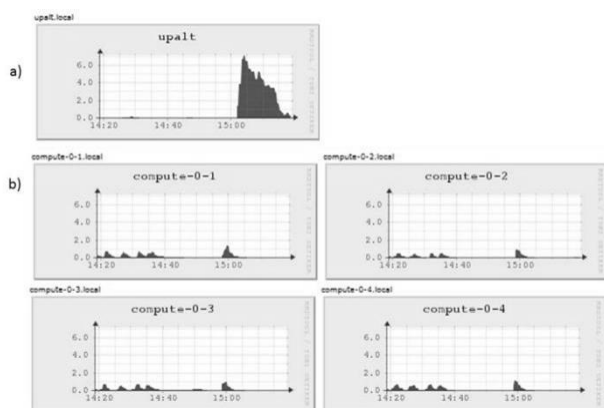 upalt.local
upalt
a)
6.0
4.0
2.0
0.0
14:20 14:40 15:00
compute-0-1.local compute-0-2.local
b)
compute-0-1 compute-0-2
6.0 6.0
4.0 4.0
2.0 2.0
0.0 0.0
14:20 14:40 15:00 14:20 14:40 15:00
compute-0-3.local compute-0-4.local
compute-0-3 compute-0-4
6.0 6.0
4.0 4.0
2.0 2.0
0.0 0.0
14:20 14:40 15:00 14:20 14:40 15:00